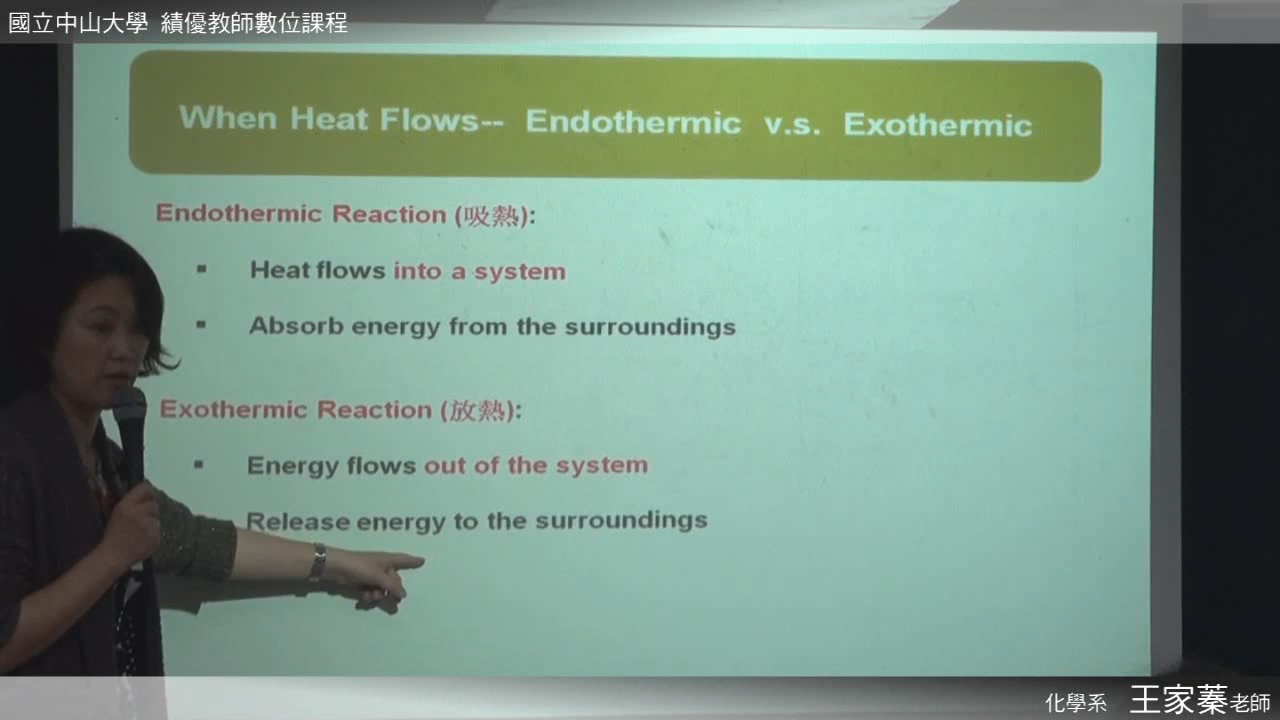 國立中山大學 績優教師數位課程
When Heat Flows-- Endothermic v.s. Exothermic
Endothermic Reaction (吸熱):
▪ Heat flows into a system
▪ Absorb energy from the surroundings
Exothermic Reaction (放熱):
▪ Energy flows out of the system
Release energy to the surroundings
化學系 王家蓁老師